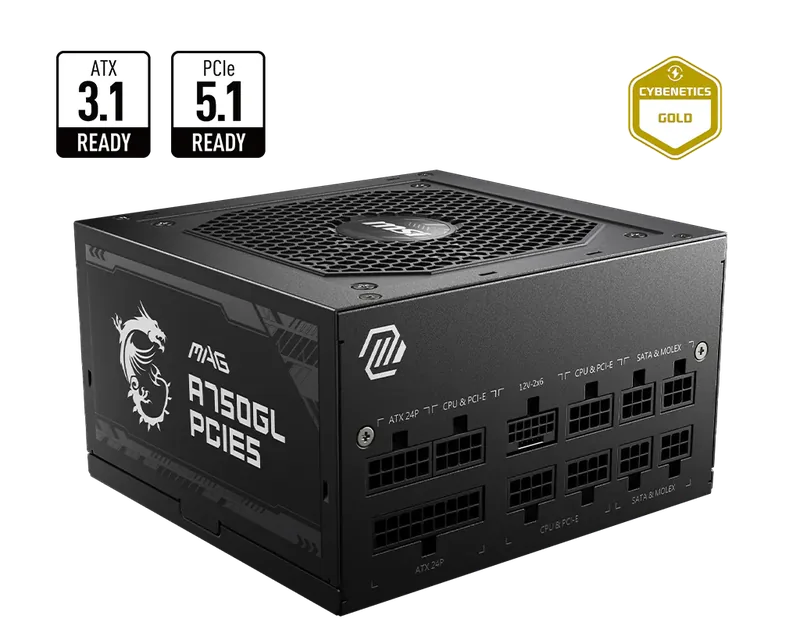 ATX
3.1
READY
PCIe
5.1
READY
CYBENETICS
GOLD
msi
MAG
A750GL
PCIE5
ATX 24P
CPU & PCI-E
12V-2x6
CPU & PCI-E
SATA & MOLEX
ATX 24P
CPU & PCI-E
SATA & MOLEX